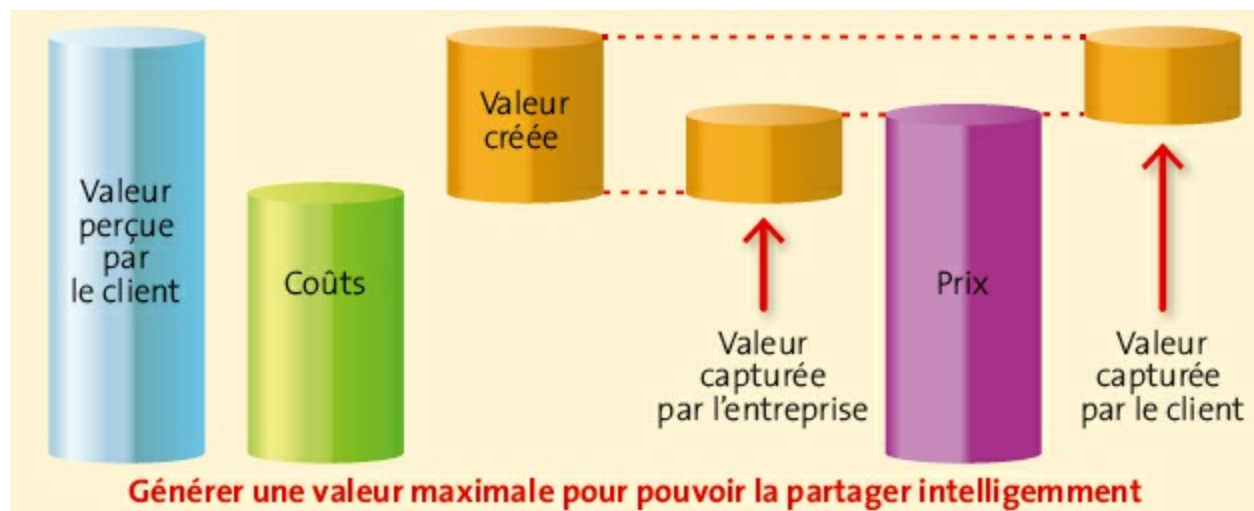 Valeur
perçue
par
le client
Coûts
Valeur
créée
Valeur
capturée
par l’entreprise
Prix
Valeur
capturée
par le client
Générer une valeur maximale pour pouvoir la partager intelligemment